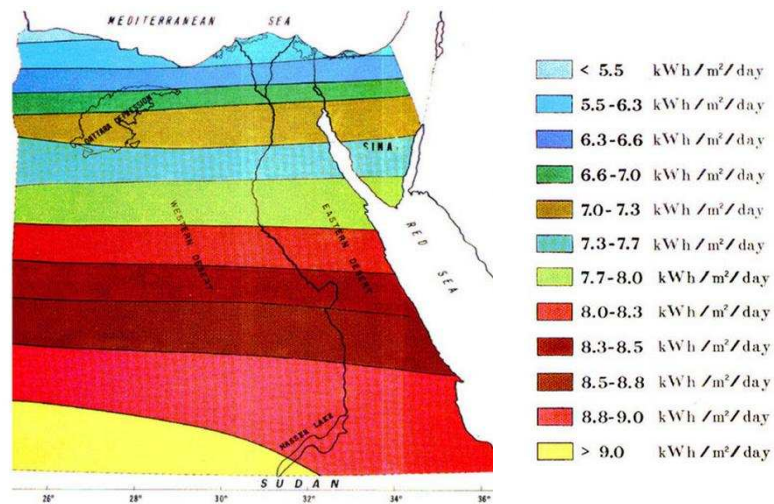 MEDITERRANEAN SEA
QATTARA DEPRESSION
SINA
WESTERN DESERT
EASTERN DESERT
RED SEA
NASSER LAKE
SUDAN
26° 28° 30° 32° 34° 36°
< 5.5 kWh/m²/day
5.5-6.3 kWh/m²/day
6.3-6.6 kWh/m²/day
6.6-7.0 kWh/m²/day
7.0-7.3 kWh/m²/day
7.3-7.7 kWh/m²/day
7.7-8.0 kWh/m²/day
8.0-8.3 kWh/m²/day
8.3-8.5 kWh/m²/day
8.5-8.8 kWh/m²/day
8.8-9.0 kWh/m²/day
> 9.0 kWh/m²/day